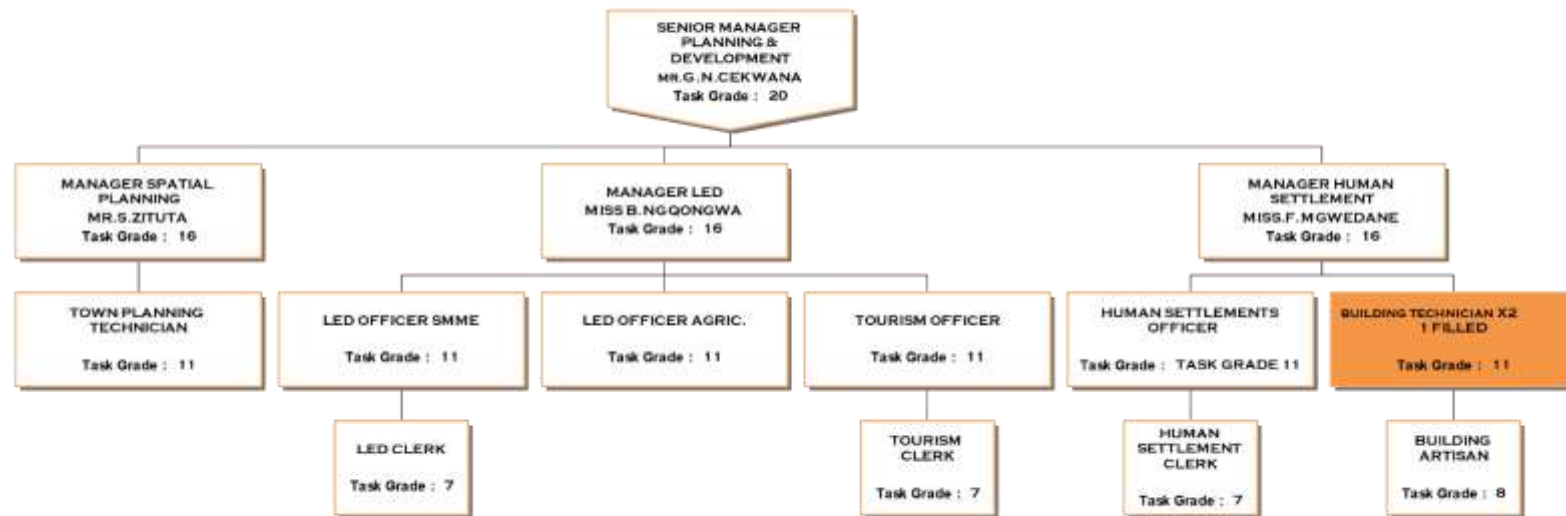 SENIOR MANAGER
PLANNING &
DEVELOPMENT
MR.G.N.CEKWANA
Task Grade : 20
MANAGER SPATIAL
PLANNING
MR.S.ZITUTA
Task Grade : 16
MANAGER LED
MISS B.NGQONGWA
Task Grade : 16
MANAGER HUMAN
SETTLEMENT
MISS.F.MGWEDANE
Task Grade : 16
TOWN PLANNING
TECHNICIAN
Task Grade : 11
LED OFFICER SMME
Task Grade : 11
LED OFFICER AGRIC.
Task Grade : 11
TOURISM OFFICER
Task Grade : 11
HUMAN SETTLEMENTS
OFFICER
Task Grade : TASK GRADE 11
BUILDING TECHNICIAN X2
1 FILLED
Task Grade : 11
LED CLERK
Task Grade : 7
TOURISM
CLERK
Task Grade : 7
HUMAN
SETTLEMENT
CLERK
Task Grade : 7
BUILDING
ARTISAN
Task Grade : 8